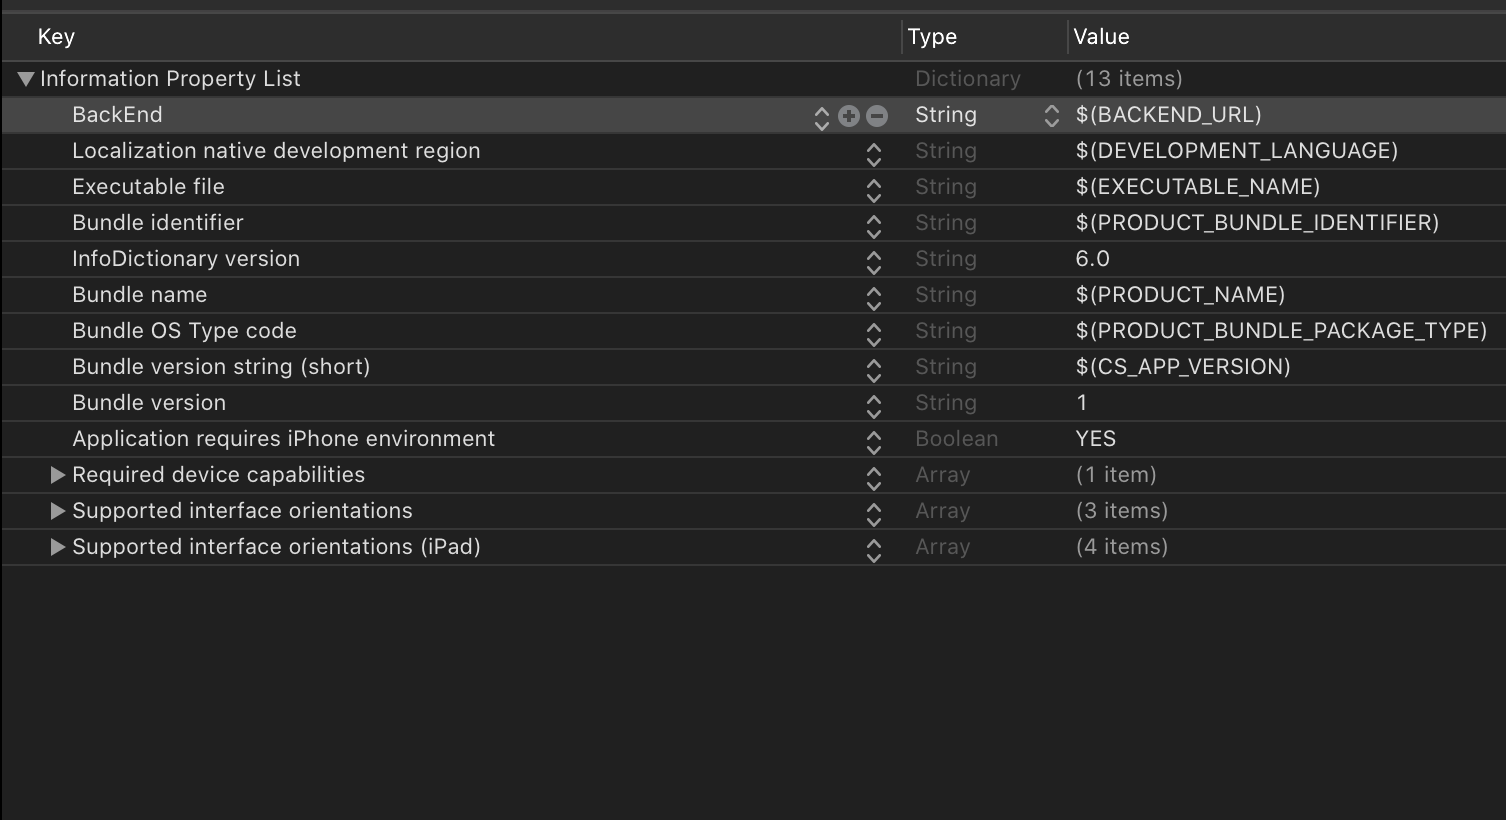 Key Type Value
Information Property List Dictionary (13 items)
BackEnd String $(BACKEND_URL)
Localization native development region String $(DEVELOPMENT_LANGUAGE)
Executable file String $(EXECUTABLE_NAME)
Bundle identifier String $(PRODUCT_BUNDLE_IDENTIFIER)
InfoDictionary version String 6.0
Bundle name String $(PRODUCT_NAME)
Bundle OS Type code String $(PRODUCT_BUNDLE_PACKAGE_TYPE)
Bundle version string (short) String $(CS_APP_VERSION)
Bundle version String 1
Application requires iPhone environment Boolean YES
Required device capabilities Array (1 item)
Supported interface orientations Array (3 items)
Supported interface orientations (iPad) Array (4 items)